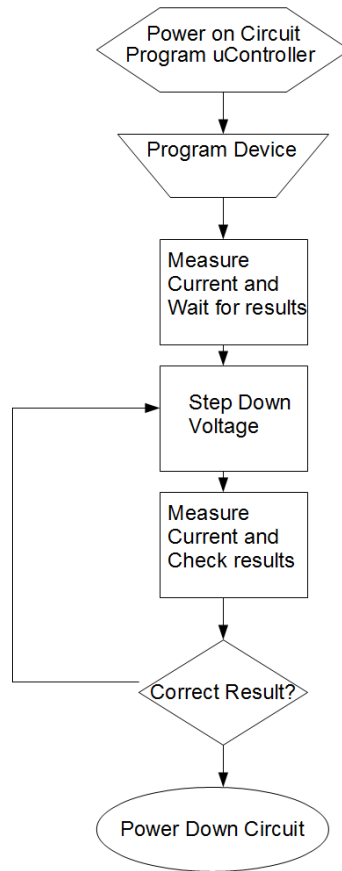 Power on Circuit
Program uController
Program Device
Measure
Current and
Wait for results
Step Down
Voltage
Measure
Current and
Check results
Correct Result?
Power Down Circuit